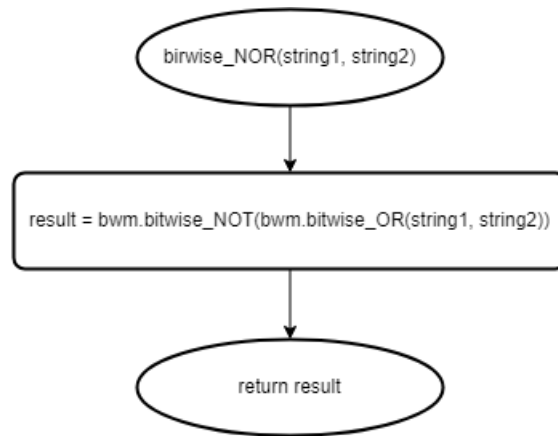 birwise_NOR(string1, string2)
result = bwm.bitwise_NOT(bwm.bitwise_OR(string1, string2))
return result